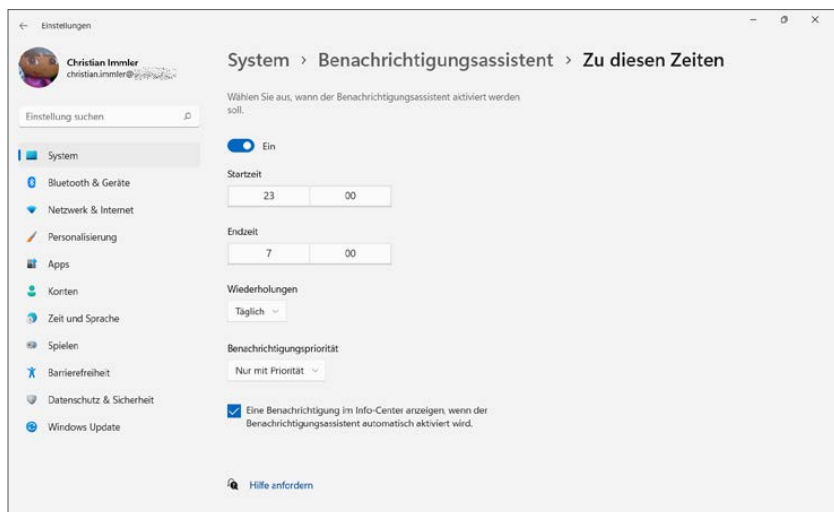 Einstellungen
Christian Immler
christian.immler@
Einstellung suchen
System
Bluetooth & Geräte
Netzwerk & Internet
Personalisierung
Apps
Konten
Zeit und Sprache
Spielen
Barrierefreiheit
Datenschutz & Sicherheit
Windows Update
System > Benachrichtigungsassistent > Zu diesen Zeiten
Wählen Sie aus, wann der Benachrichtigungsassistent aktiviert werden
soll.
Ein
Startzeit
23 00
Endzeit
7 00
Wiederholungen
Täglich
Benachrichtigungspriorität
Nur mit Priorität
Eine Benachrichtigung im Info-Center anzeigen, wenn der
Benachrichtigungsassistent automatisch aktiviert wird.
Hilfe anfordern